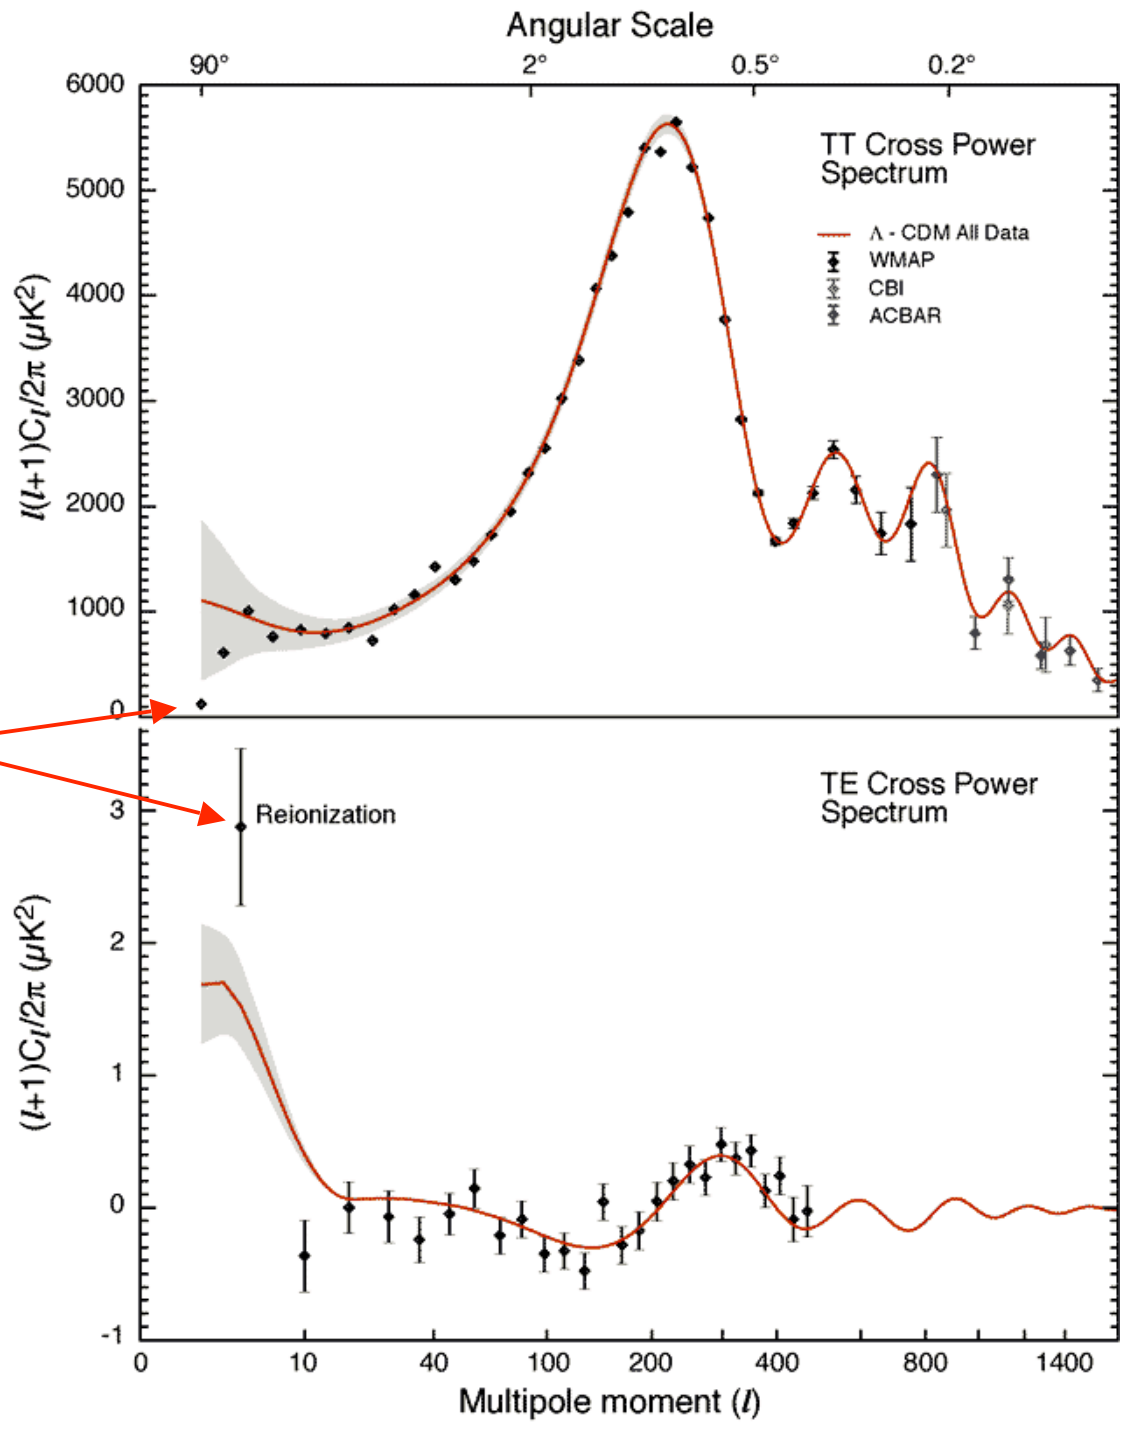 Angular Scale
90° 2° 0.5° 0.2°
6000
5000
4000
3000
2000
1000
0
l(l+1)Cl/2π (μK2)
TT Cross Power
Spectrum
Λ - CDM All Data
WMAP
CBI
ACBAR
3
2
1
0
-1
(l+1)Cl/2π (μK2)
Reionization
TE Cross Power
Spectrum
0 10 40 100 200 400 800 1400
Multipole moment (l)